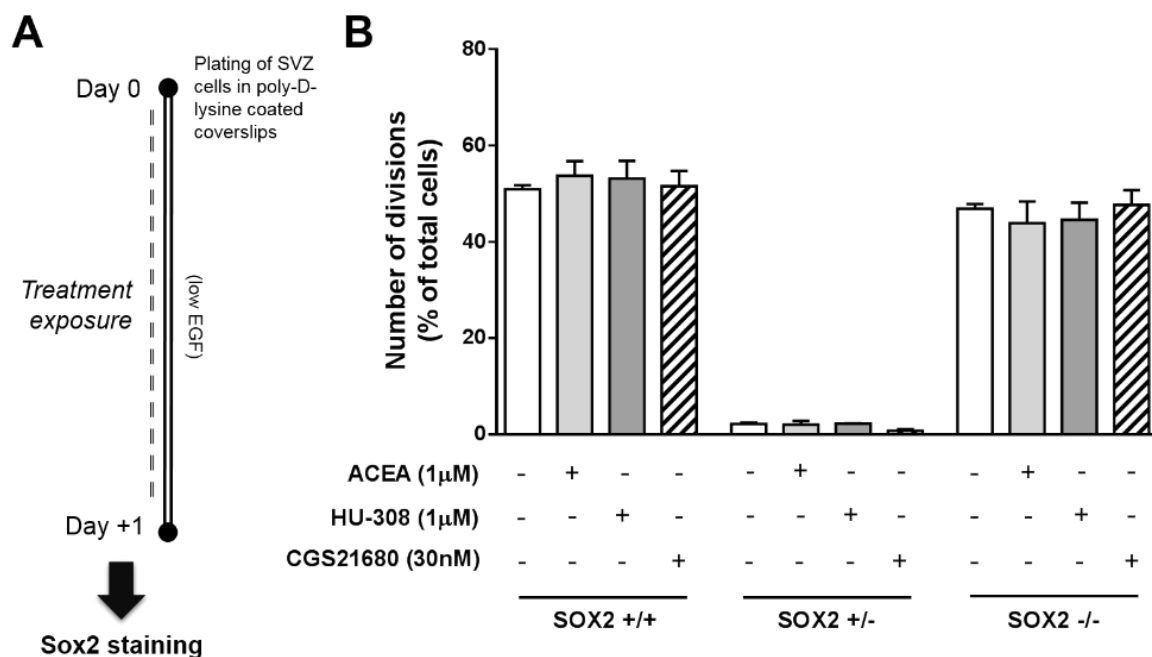 A
Day 0
Plating of SVZ
cells in poly-D-
lysine coated
coverslips
Treatment
exposure
(low EGF)
Day +1
Sox2 staining
B
Number of divisions
(% of total cells)
80
60
40
20
0
ACEA (1μM) - + - - - + - - - + - -
HU-308 (1μM) - - + - - - + - - - + -
CGS21680 (30nM) - - - + - - - + - - - +
SOX2 +/+ SOX2 +/- SOX2 -/-